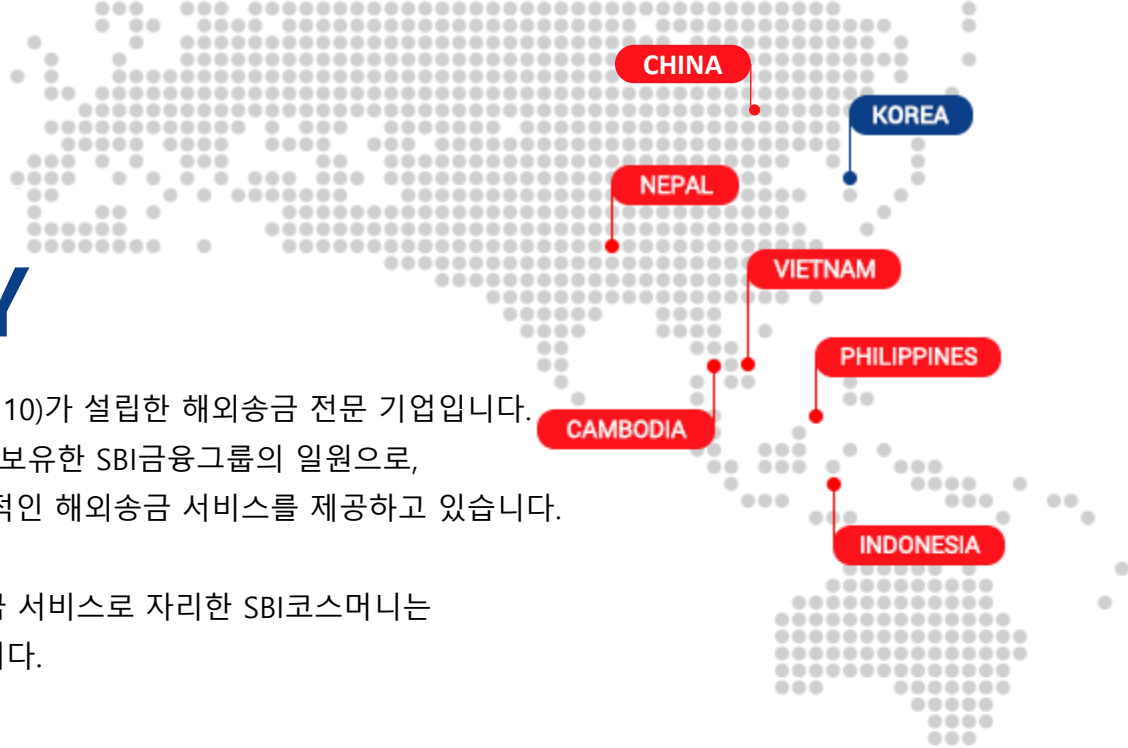 CHINA
KOREA
NEPAL
VIETNAM
Y
PHILIPPINES
10)가 설립한 해외송금 전문 기업입니다.
CAMBODIA
보유한 SBI금융그룹의 일원으로,
적인 해외송금 서비스를 제공하고 있습니다.
INDONESIA
서비스로 자리한 SBI코스머니는
니다.